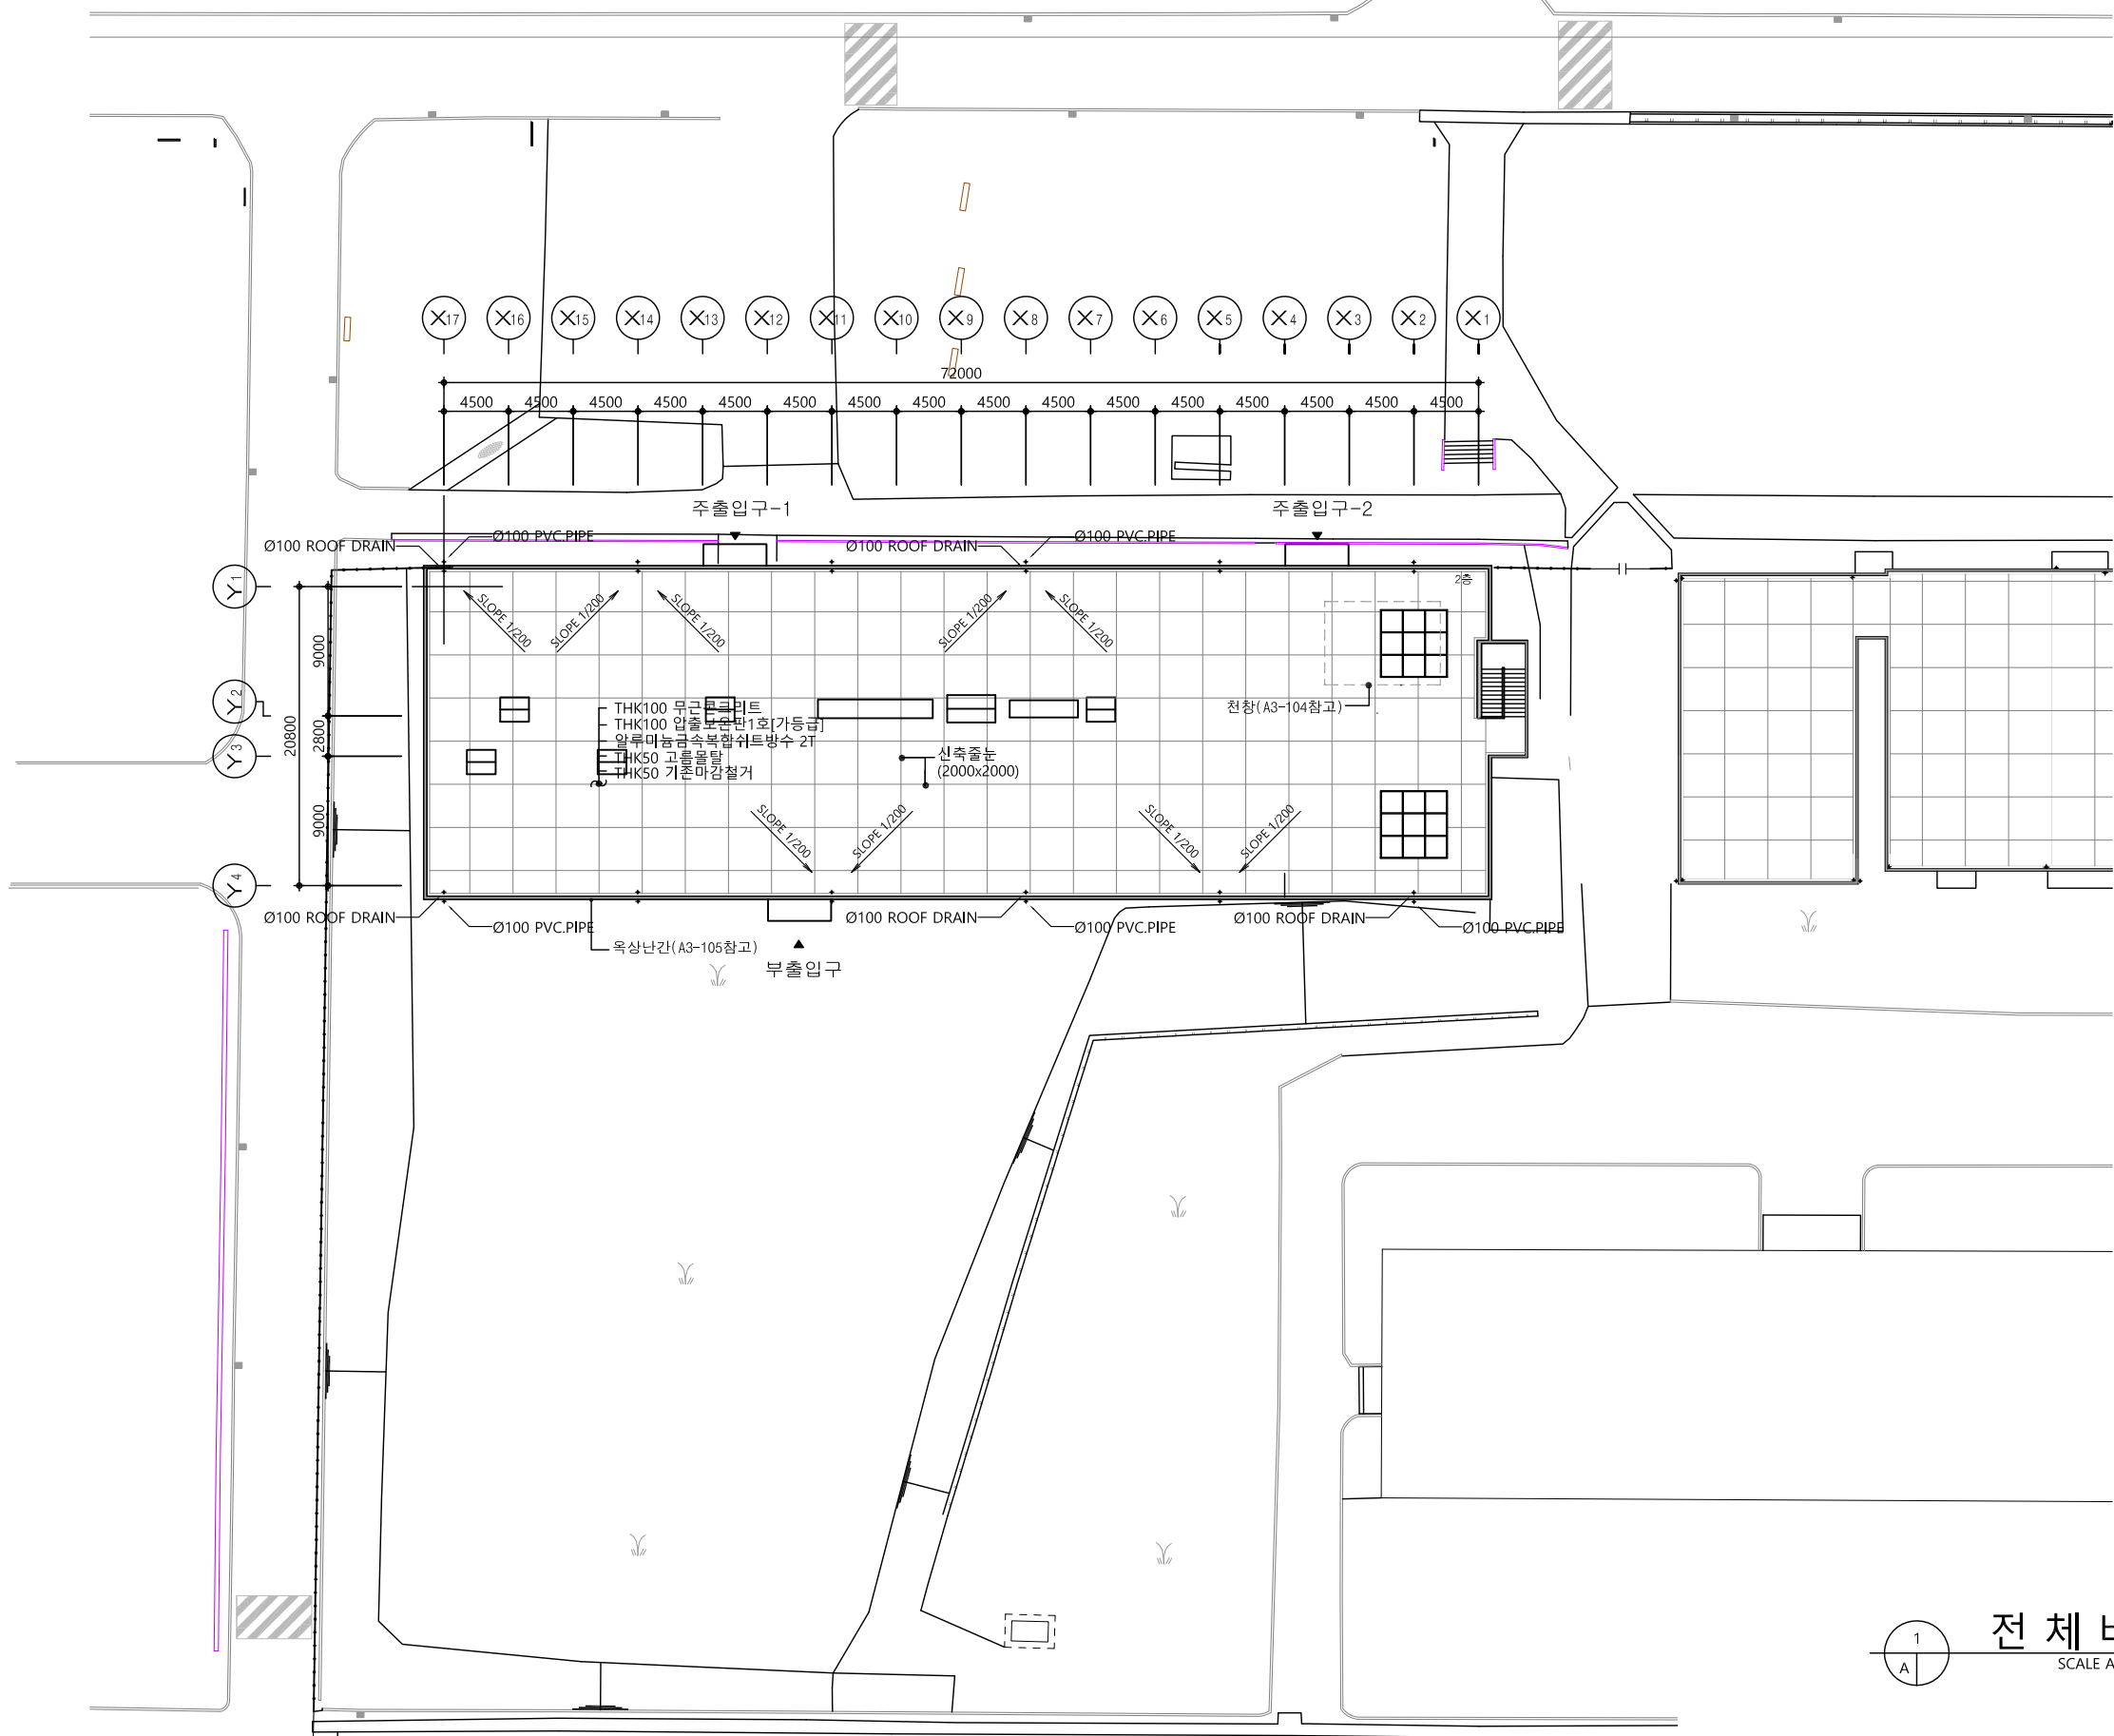 X17 X16 X15 X14 X13 X12 X11 X10 X9 X8 X7 X6 X5 X4 X3 X2 X1
72000
4500 4500 4500 4500 4500 4500 4500 4500 4500 4500 4500 4500 4500 4500 4500 4500
주출입구-1
주출입구-2
Ø100 PVC.PIPE
Ø100 PVC.PIPE
Ø100 ROOF DRAIN
Ø100 ROOF DRAIN
2층
Y1
Y2
Y3
Y4
9000
2800
9000
20800
SLOPE 1/200
SLOPE 1/200
SLOPE 1/200
SLOPE 1/200
SLOPE 1/200
THK100 무근콘크리트
THK100 압출보온판1호[가등급]
알루미늄금속복합쉬트방수 2T
THK50 고름몰탈
THK50 기존마감철거
천창(A3-104참고)
신축줄눈
(2000x2000)
SLOPE 1/200
SLOPE 1/200
SLOPE 1/200
SLOPE 1/200
Ø100 ROOF DRAIN
Ø100 ROOF DRAIN
Ø100 ROOF DRAIN
Ø100 PVC.PIPE
Ø100 PVC.PIPE
Ø100 PVC.PIPE
옥상난간(A3-105참고)
부출입구
1
A
전 체
SCALE A